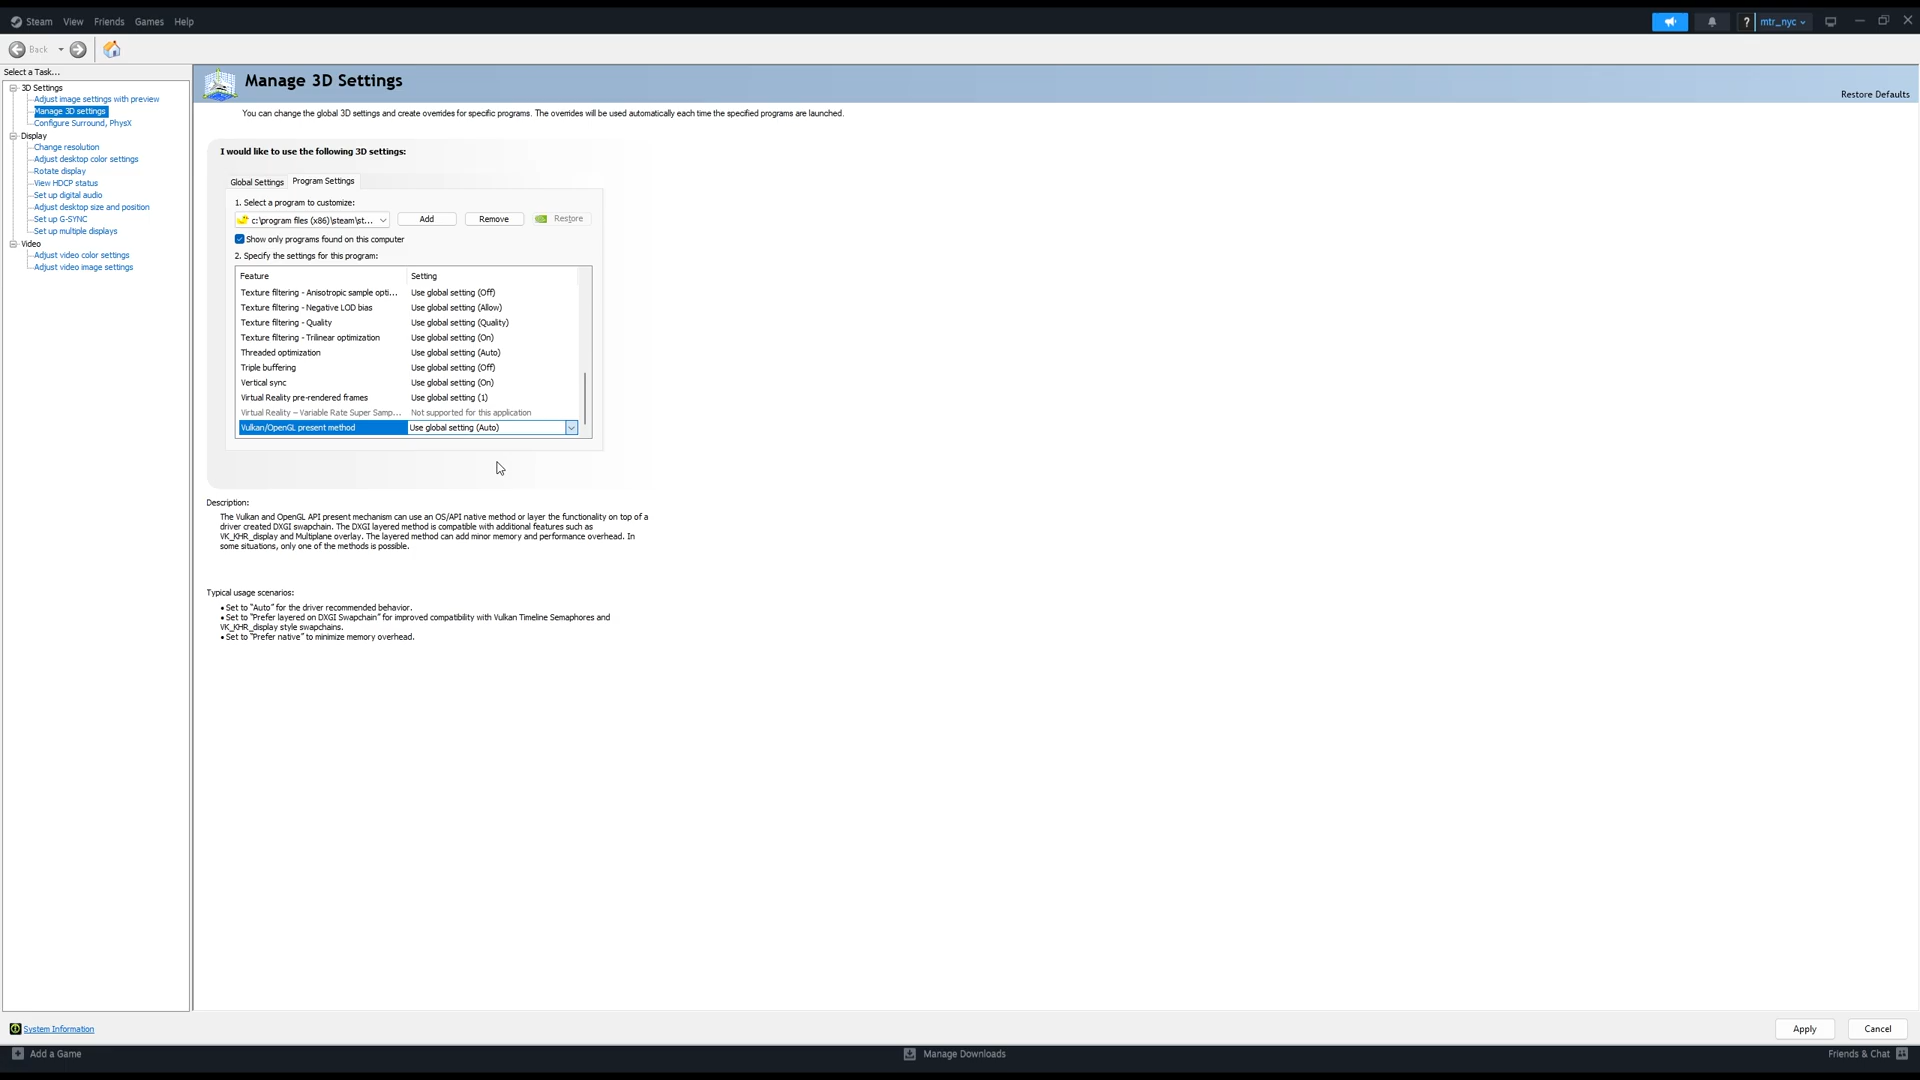 Steam View Friends Games Help
? mtr_nyc
Back
Select a Task...
3D Settings
Adjust image settings with preview
Manage 3D settings
Configure Surround, PhysX
Display
Change resolution
Adjust desktop color settings
Rotate display
View HDCP status
Set up digital audio
Adjust desktop size and position
Set up G-SYNC
Set up multiple displays
Video
Adjust video color settings
Adjust video image settings
Manage 3D Settings
Restore Defaults
You can change the global 3D settings and create overrides for specific programs. The overrides will be used automatically each time the specified programs are launched.
I would like to use the following 3D settings:
Global Settings Program Settings
1. Select a program to customize:
c:\program files (x86)\steam\st... Add Remove Restore
Show only programs found on this computer
2. Specify the settings for this program:
Feature Setting
Texture filtering - Anisotropic sample opti... Use global setting (Off)
Texture filtering - Negative LOD bias Use global setting (Allow)
Texture filtering - Quality Use global setting (Quality)
Texture filtering - Trilinear optimization Use global setting (On)
Threaded optimization Use global setting (Auto)
Triple buffering Use global setting (Off)
Vertical sync Use global setting (On)
Virtual Reality pre-rendered frames Use global setting (1)
Virtual Reality – Variable Rate Super Samp... Not supported for this application
Vulkan/OpenGL present method Use global setting (Auto)
Description:
The Vulkan and OpenGL API present mechanism can use an OS/API native method or layer the functionality on top of a
driver created DXGI swapchain. The DXGI layered method is compatible with additional features such as
VK_KHR_display and Multiplane overlay. The layered method can add minor memory and performance overhead. In
some situations, only one of the methods is possible.
Typical usage scenarios:
• Set to "Auto" for the driver recommended behavior.
• Set to "Prefer layered on DXGI Swapchain" for improved compatibility with Vulkan Timeline Semaphores and
VK_KHR_display style swapchains.
• Set to "Prefer native" to minimize memory overhead.
System Information
Apply Cancel
Add a Game Manage Downloads Friends & Chat